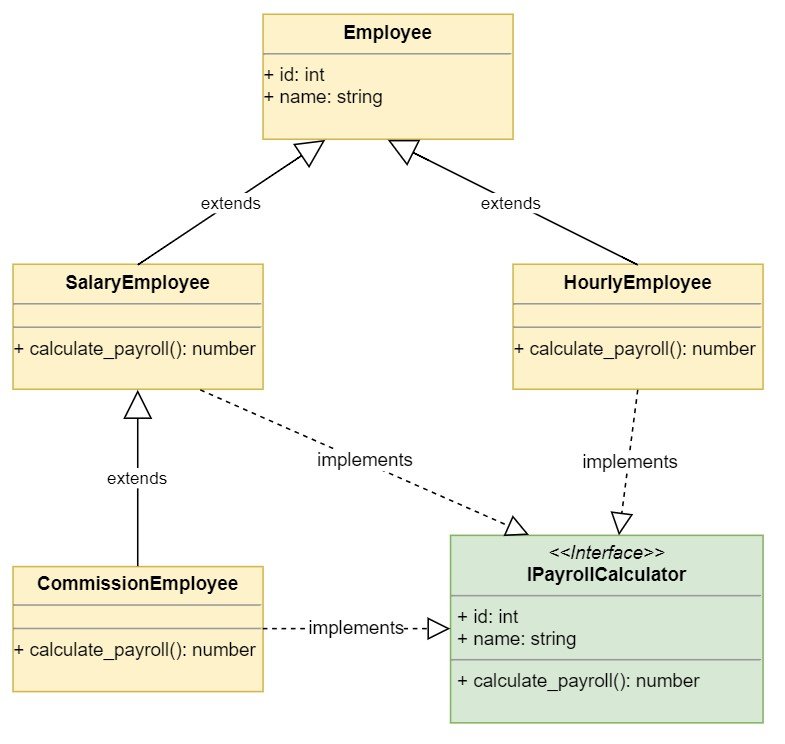 Employee
+ id: int
+ name: string
extends
extends
SalaryEmployee
+ calculate_payroll(): number
HourlyEmployee
+ calculate_payroll(): number
implements
implements
extends
<<Interface>>
IPayrollCalculator
+ id: int
+ name: string
+ calculate_payroll(): number
CommissionEmployee
+ calculate_payroll(): number
implements